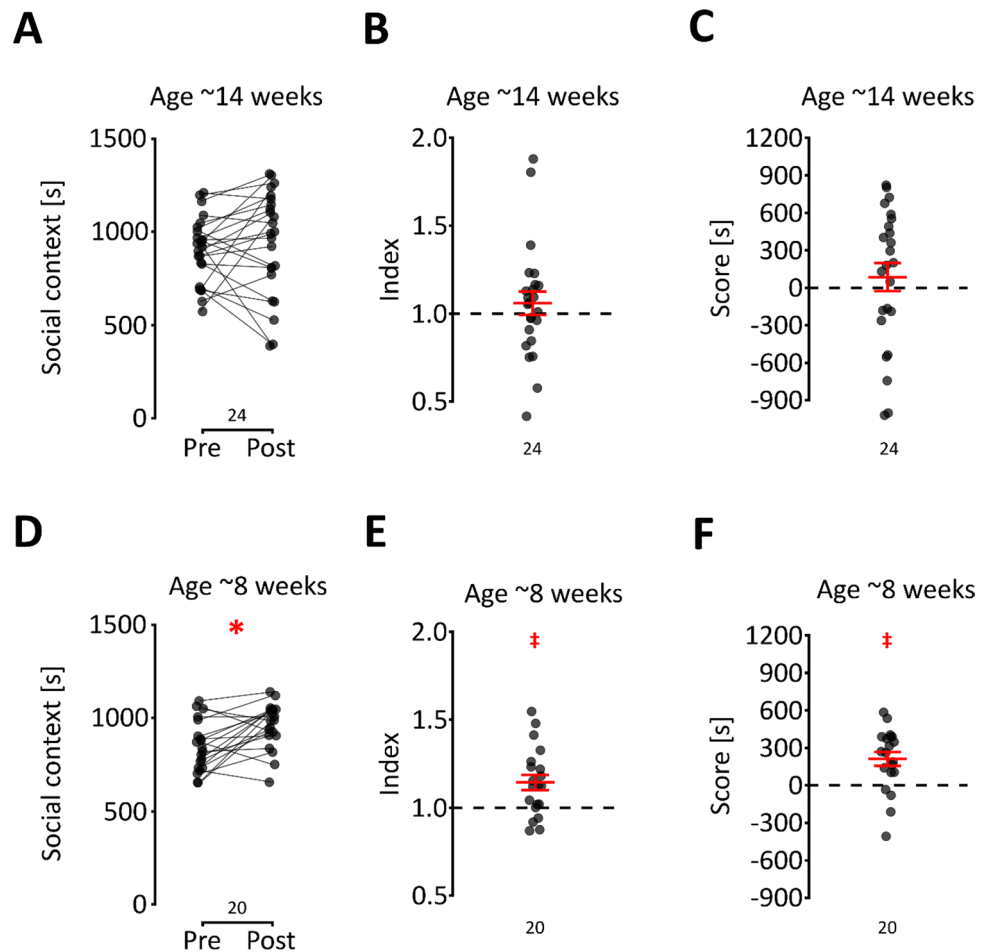 A
Age ~14 weeks
Social context [s]
1500
1000
500
0
24
Pre Post
B
Age ~14 weeks
Index
2.0
1.5
1.0
0.5
24
C
Age ~14 weeks
Score [s]
1200
900
600
300
0
-300
-600
-900
24
D
Age ~8 weeks
*
Social context [s]
1500
1000
500
0
20
Pre Post
E
Age ~8 weeks
‡
Index
2.0
1.5
1.0
0.5
20
F
Age ~8 weeks
‡
Score [s]
1200
900
600
300
0
-300
-600
-900
20